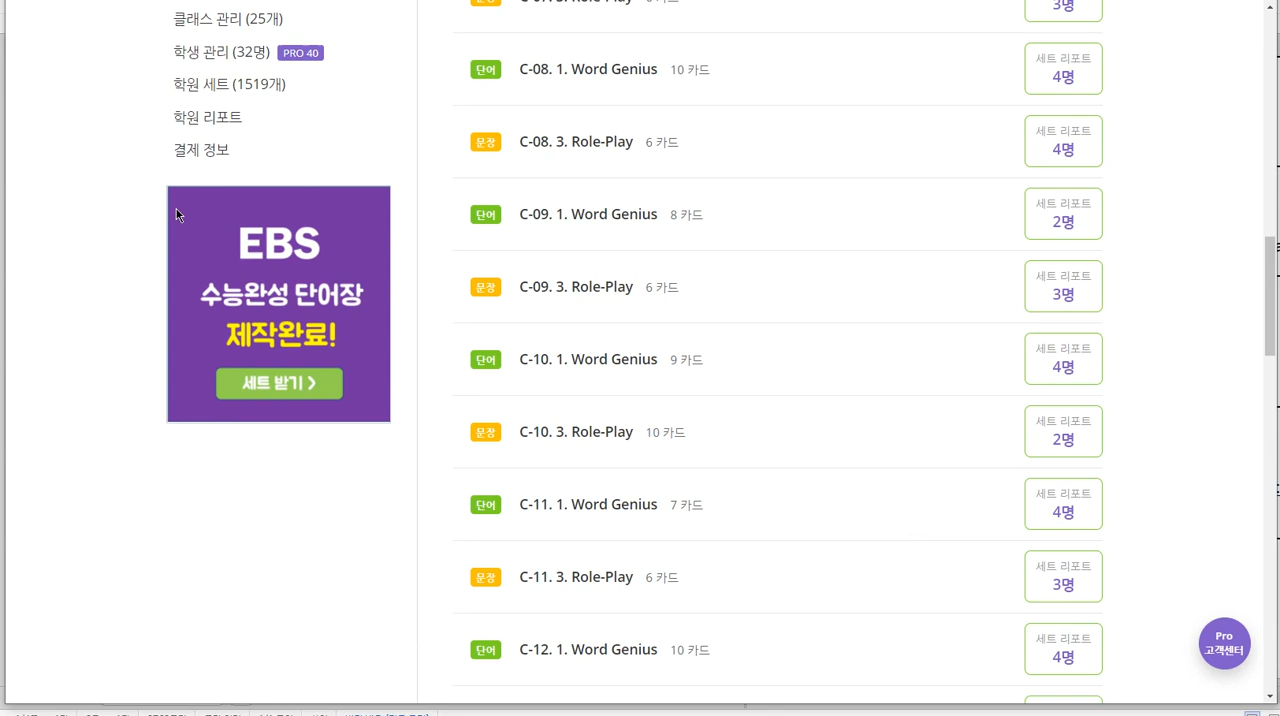 클래스 관리 (25개)
학생 관리 (32명) PRO 40
학원 세트 (1519개)
학원 리포트
결제 정보
EBS
수능완성 단어장
제작완료!
세트 받기 >
3명
단어 C-08. 1. Word Genius 10 카드
세트 리포트
4명
문장 C-08. 3. Role-Play 6 카드
세트 리포트
4명
단어 C-09. 1. Word Genius 8 카드
세트 리포트
2명
문장 C-09. 3. Role-Play 6 카드
세트 리포트
3명
단어 C-10. 1. Word Genius 9 카드
세트 리포트
4명
문장 C-10. 3. Role-Play 10 카드
세트 리포트
2명
단어 C-11. 1. Word Genius 7 카드
세트 리포트
4명
문장 C-11. 3. Role-Play 6 카드
세트 리포트
3명
단어 C-12. 1. Word Genius 10 카드
세트 리포트
4명
Pro
고객센터